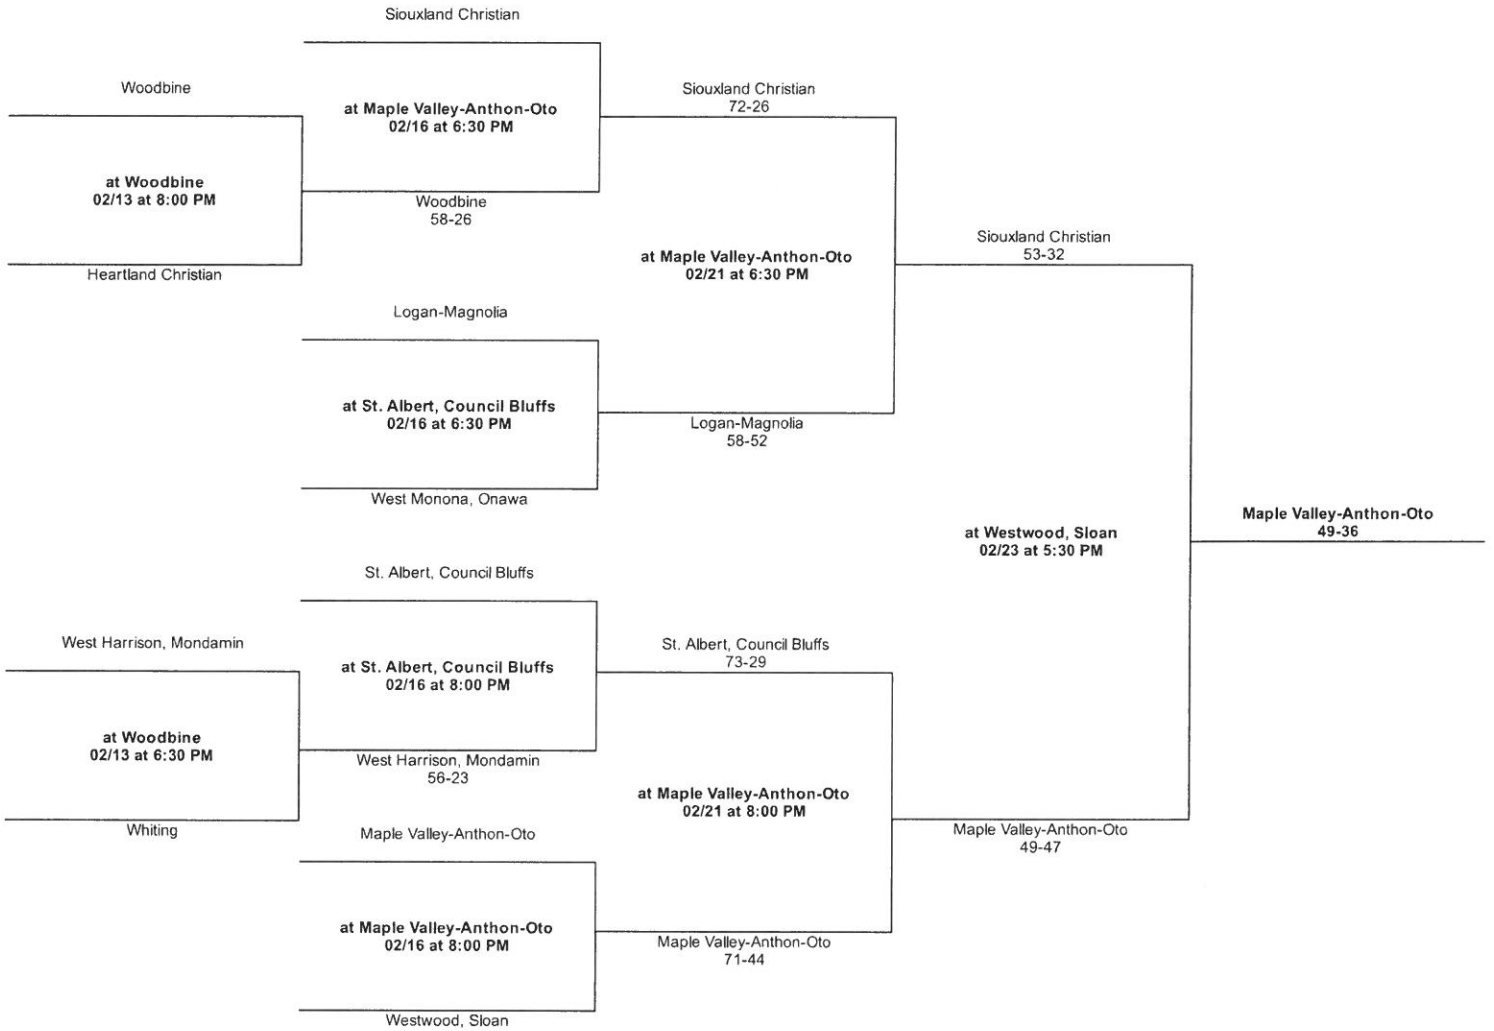 Siouxland Christian
Woodbine
at Maple Valley-Anthon-Oto
02/16 at 6:30 PM
Siouxland Christian
72-26
at Woodbine
02/13 at 8:00 PM
Woodbine
58-26
Heartland Christian
at Maple Valley-Anthon-Oto
02/21 at 6:30 PM
Siouxland Christian
53-32
Logan-Magnolia
at St. Albert, Council Bluffs
02/16 at 6:30 PM
Logan-Magnolia
58-52
West Monona, Onawa
at Westwood, Sloan
02/23 at 5:30 PM
Maple Valley-Anthon-Oto
49-36
St. Albert, Council Bluffs
West Harrison, Mondamin
at St. Albert, Council Bluffs
02/16 at 8:00 PM
St. Albert, Council Bluffs
73-29
at Woodbine
02/13 at 6:30 PM
West Harrison, Mondamin
56-23
Whiting
at Maple Valley-Anthon-Oto
02/21 at 8:00 PM
Maple Valley-Anthon-Oto
49-47
Maple Valley-Anthon-Oto
at Maple Valley-Anthon-Oto
02/16 at 8:00 PM
Maple Valley-Anthon-Oto
71-44
Westwood, Sloan